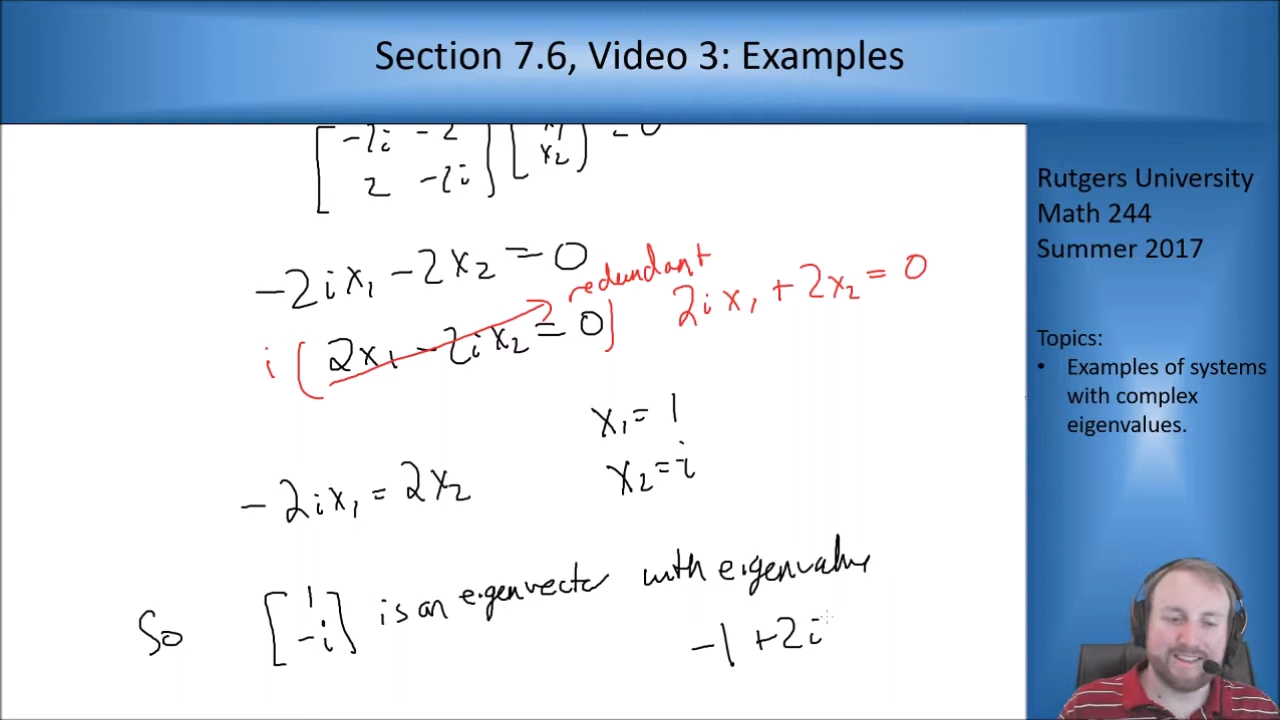 Section 7.6, Video 3: Examples
[ -2i -2 ] [ x2 ] = 0
[ 2 -2i ]
-2ix₁ - 2x₂ = 0
redundant
2ix₁ + 2x₂ = 0
i ( 2x₁ - 2ix₂ = 0 )
x₁ = 1
x₂ = i
-2ix₁ = 2x₂
So [ 1 -i ] is an eigenvector with eigenvalue
-1 + 2i
Rutgers University
Math 244
Summer 2017
Topics:
• Examples of systems
with complex
eigenvalues.